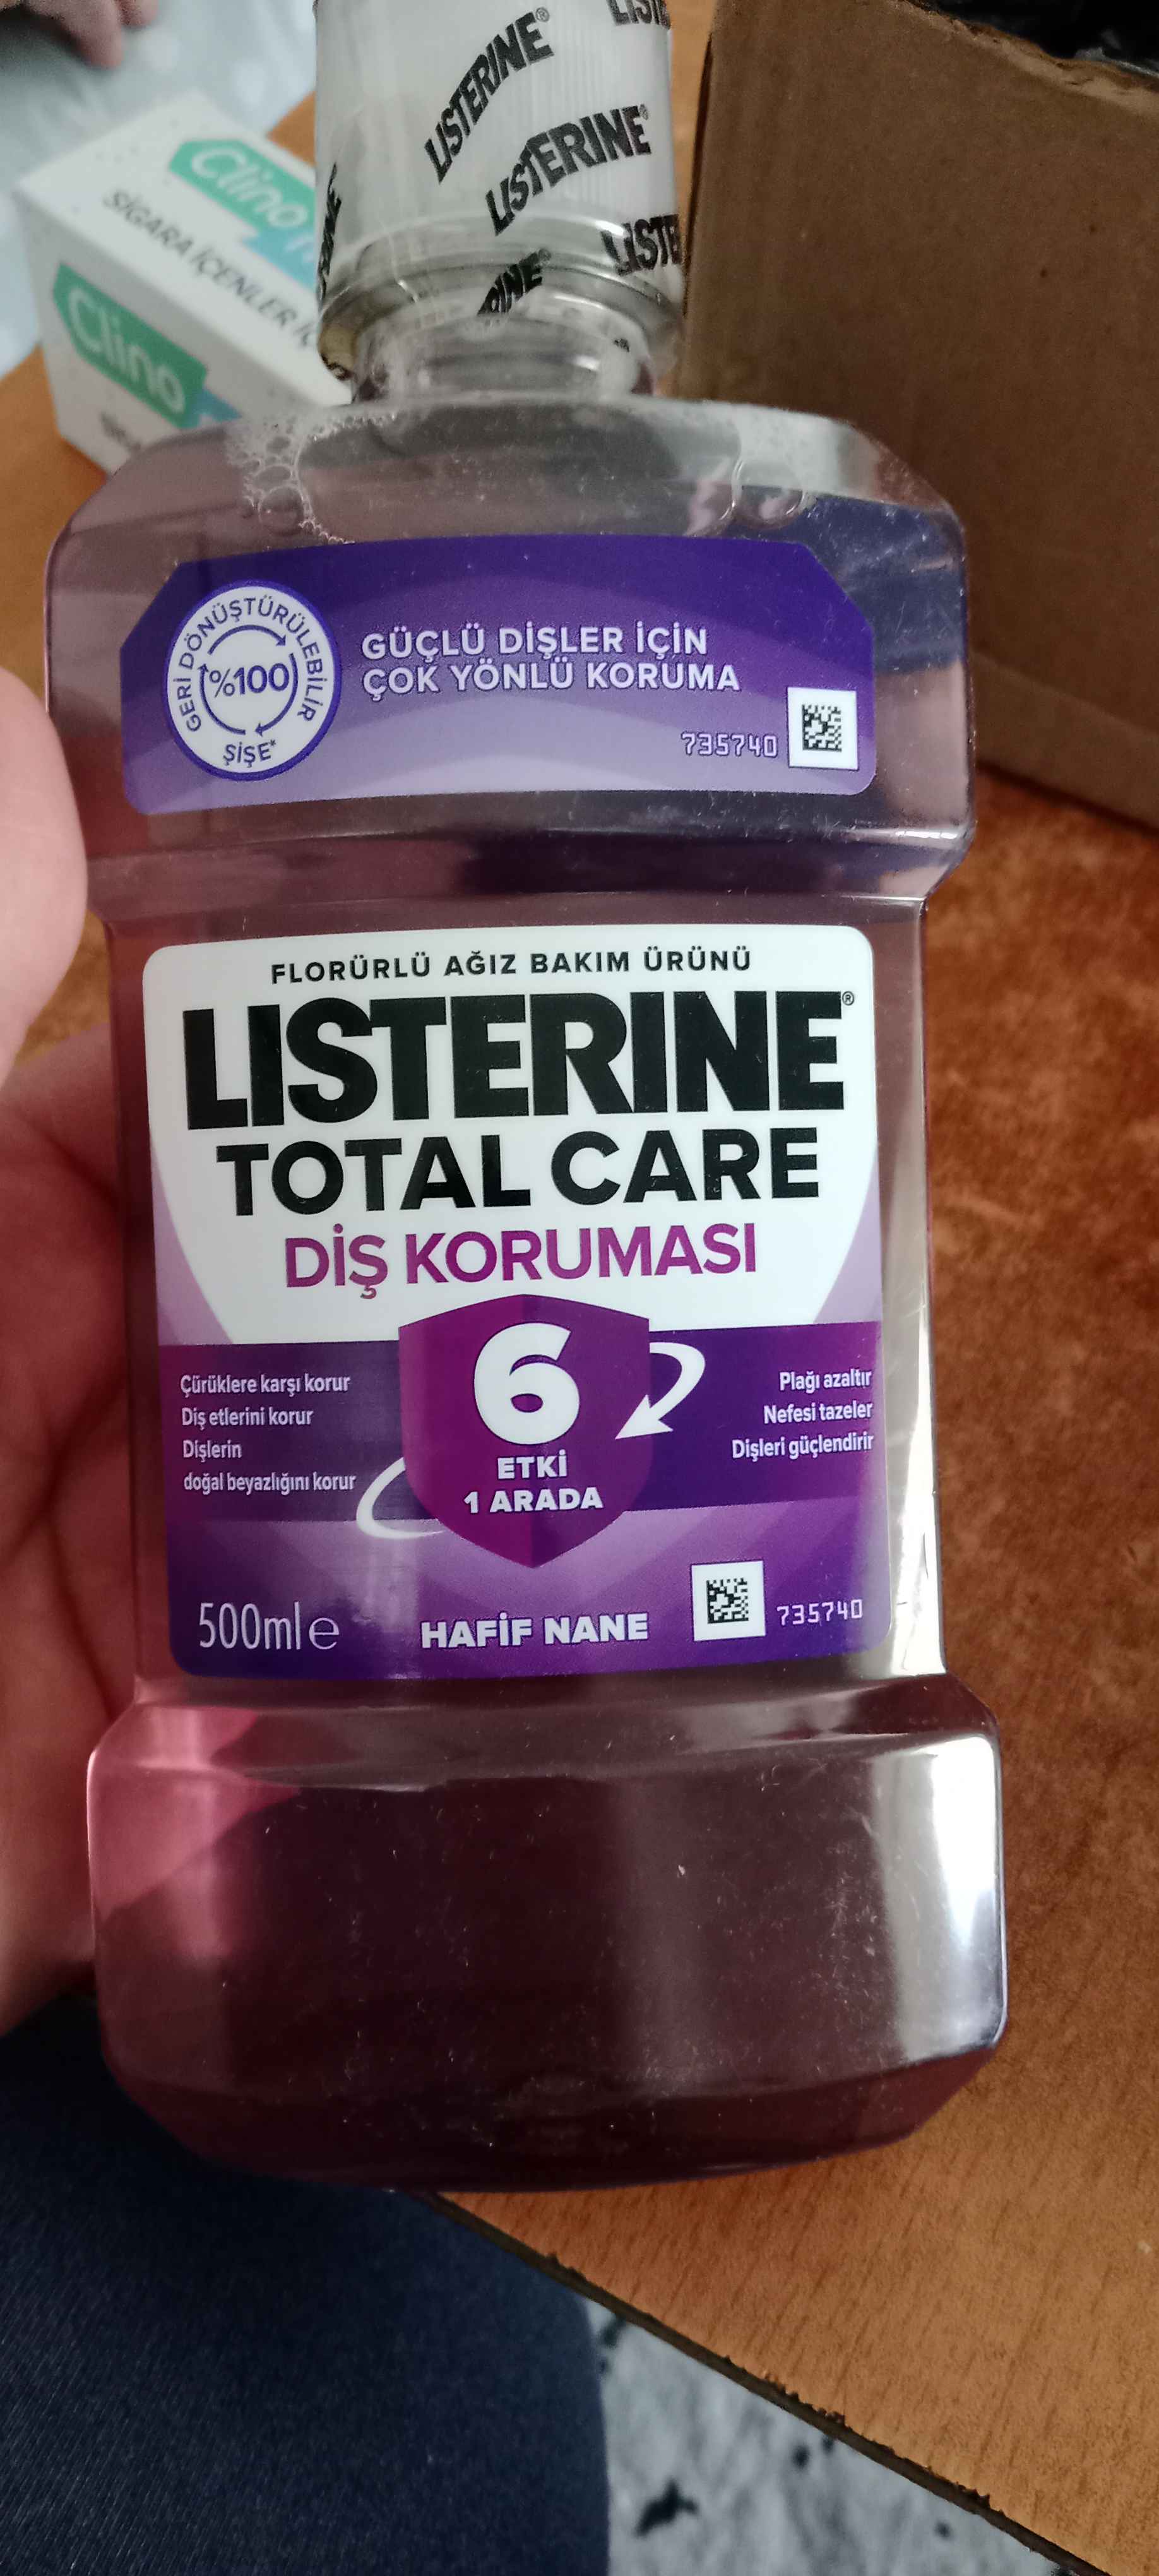 LISTERINE®
LISTERINE®
Clino
SİGARA İÇENLER
Clino
GERİ DÖNÜŞTÜRÜLEBİLİR
%100
ŞİŞE*
GÜÇLÜ DİŞLER İÇİN
ÇOK YÖNLÜ KORUMA
735740
FLORÜRLÜ AĞIZ BAKIM ÜRÜNÜ
LISTERINE®
TOTAL CARE
DİŞ KORUMASI
6
ETKİ
1 ARADA
Çürüklere karşı korur
Diş etlerini korur
Dişlerin
doğal beyazlığını korur
Plağı azaltır
Nefesi tazeler
Dişleri güçlendirir
500ml e
HAFİF NANE
735740